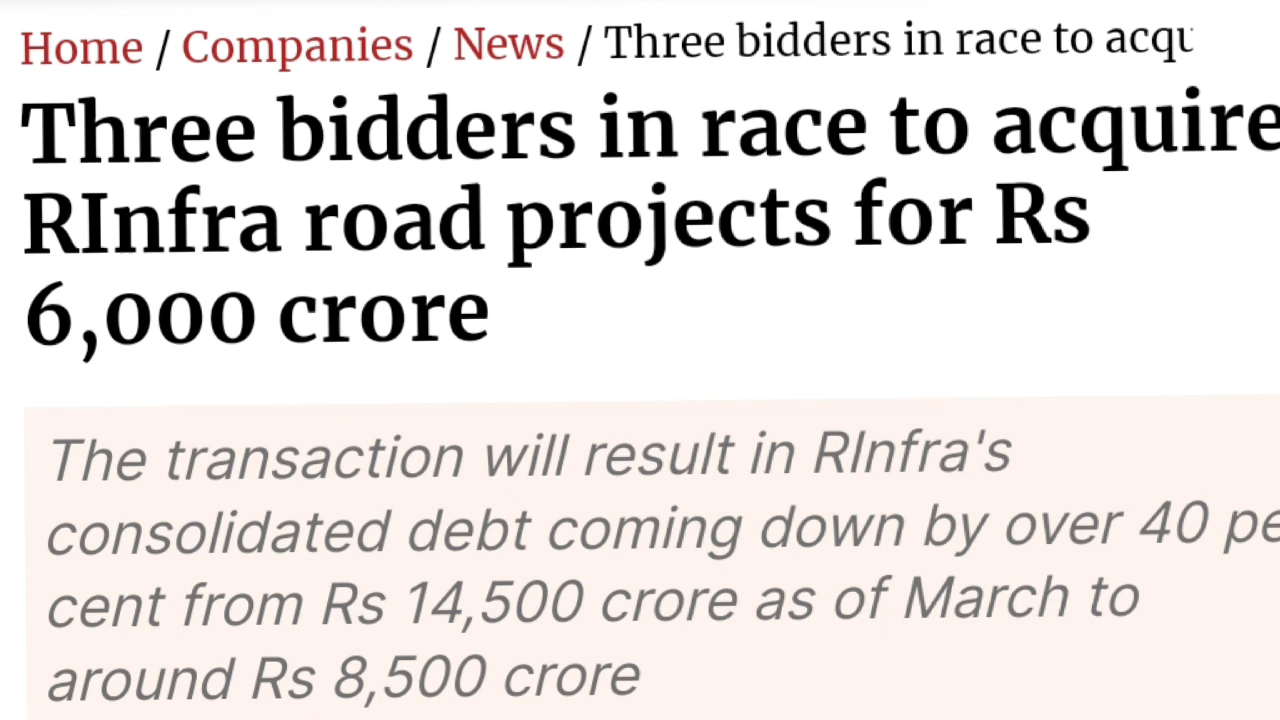 Home / Companies / News / Three bidders in race to acqu
Three bidders in race to acquire
RInfra road projects for Rs
6,000 crore
The transaction will result in RInfra's
consolidated debt coming down by over 40 pe
cent from Rs 14,500 crore as of March to
around Rs 8,500 crore